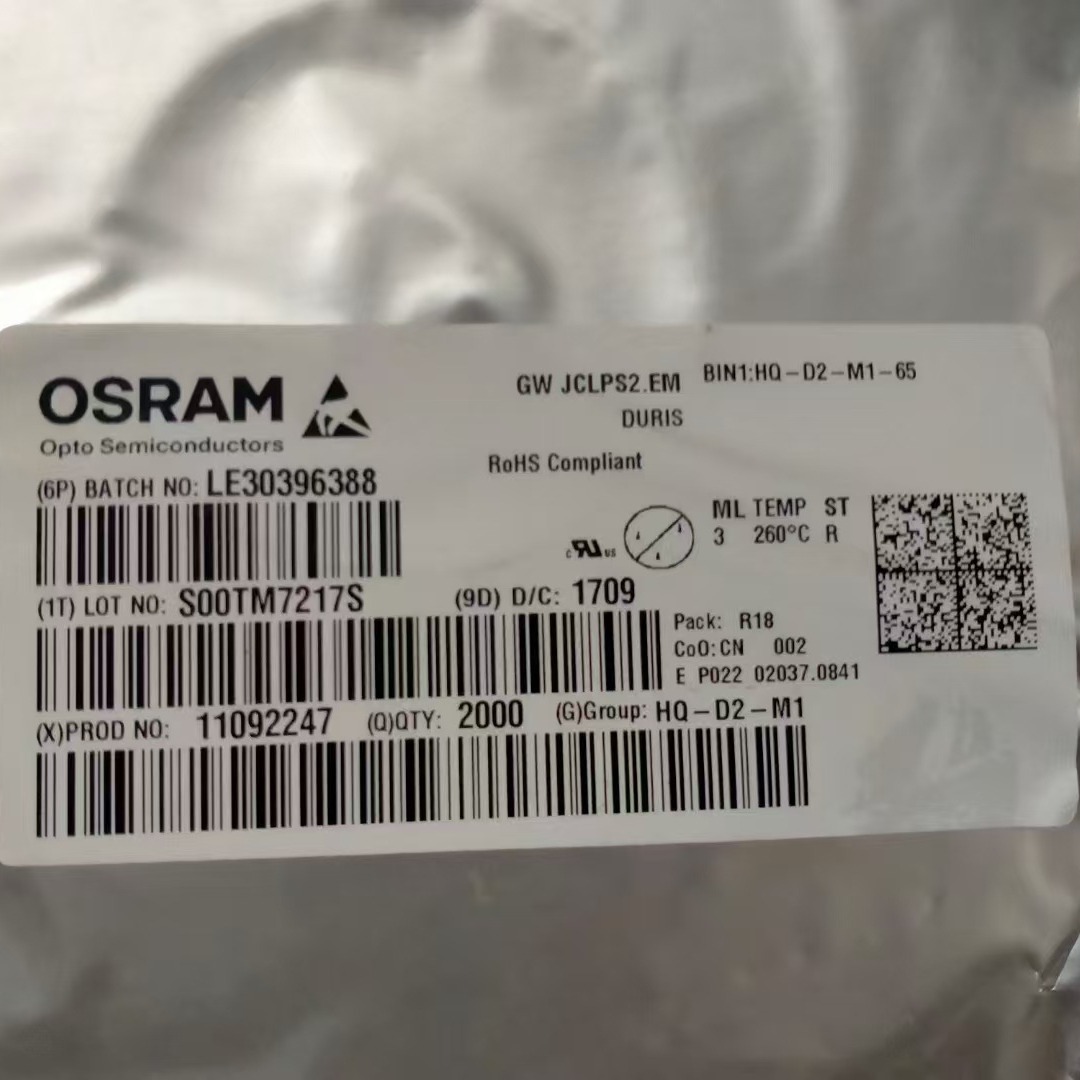 OSRAM
Opto Semiconductors
GW JCLPS2.EM BIN1:HQ-D2-M1-65
DURIS
RoHS Compliant
(6P) BATCH NO: LE30396388
c RU us
ML TEMP ST
3 260°C R
(1T) LOT NO: S00TM7217S (9D) D/C: 1709
Pack: R18
CoO:CN 002
E P022 02037.0841
(X)PROD NO: 11092247 (Q)QTY: 2000 (G)Group: HQ-D2-M1